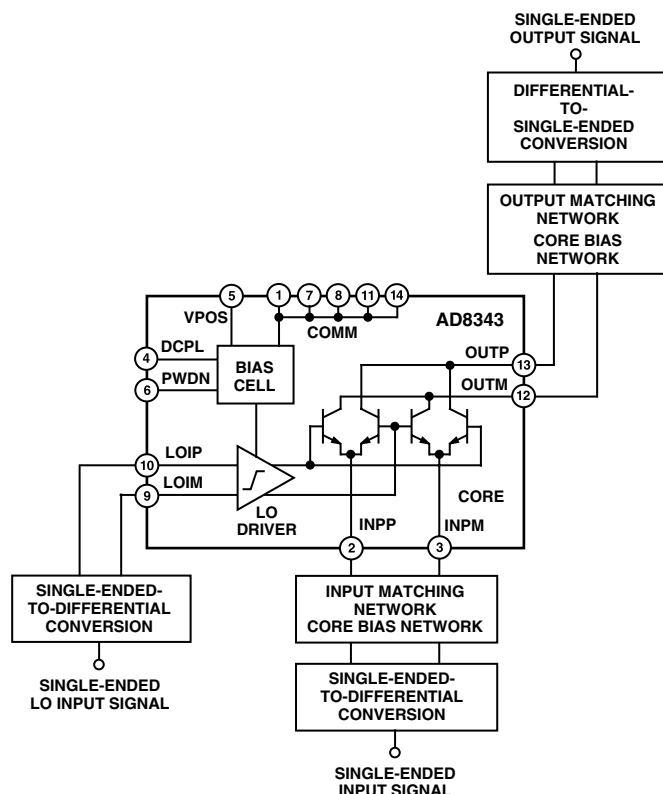 SINGLE-ENDED
OUTPUT SIGNAL
DIFFERENTIAL-
TO-
SINGLE-ENDED
CONVERSION
OUTPUT MATCHING
NETWORK
CORE BIAS
NETWORK
5
1
7
8
11
14
VPOS
COMM
AD8343
4
DCPL
BIAS
CELL
OUTP
13
6
PWDN
OUTM
12
10
LOIP
9
LOIM
LO
DRIVER
CORE
INPP
INPM
2
3
SINGLE-ENDED-
TO-DIFFERENTIAL
CONVERSION
INPUT MATCHING
NETWORK
CORE BIAS NETWORK
SINGLE-ENDED
LO INPUT SIGNAL
SINGLE-ENDED-
TO-DIFFERENTIAL
CONVERSION
SINGLE-ENDED
INPUT SIGNAL